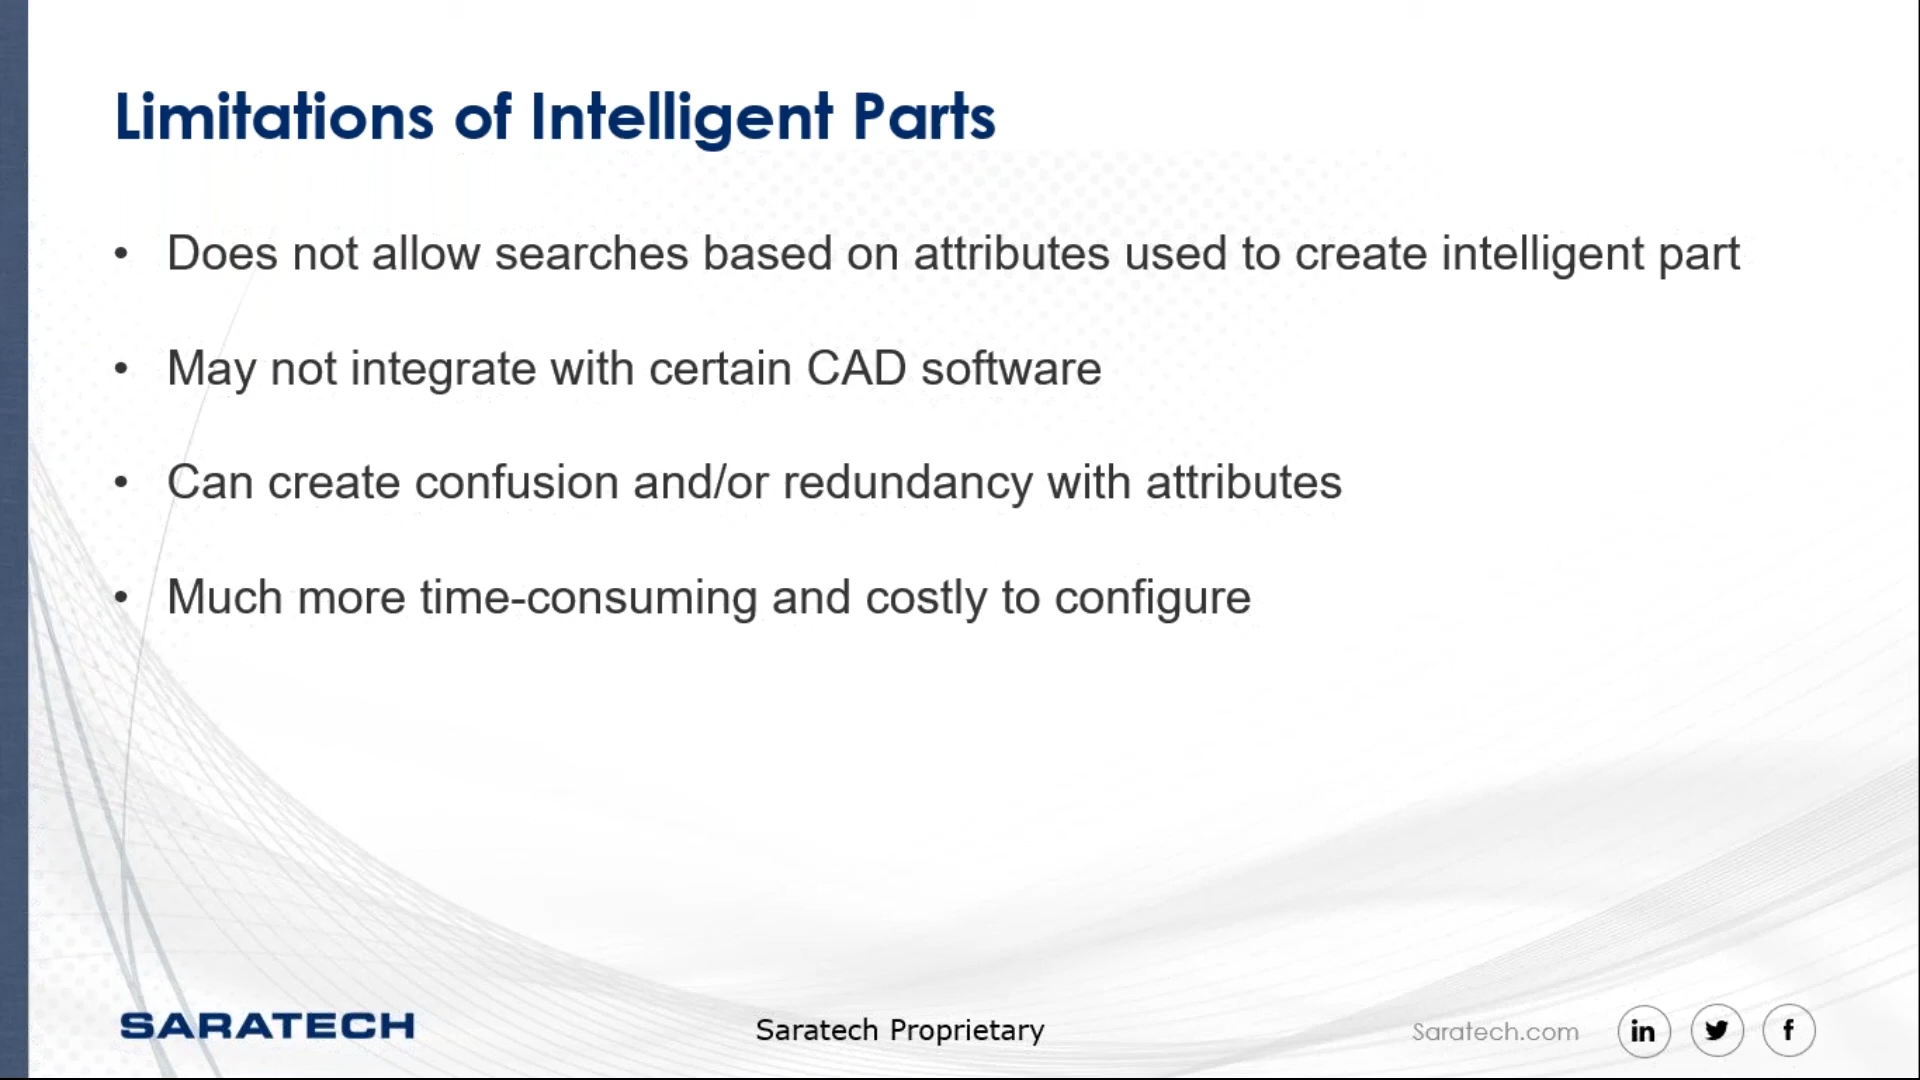 Limitations of Intelligent Parts
• Does not allow searches based on attributes used to create intelligent part
• May not integrate with certain CAD software
• Can create confusion and/or redundancy with attributes
• Much more time-consuming and costly to configure
SARATECH
Saratech Proprietary
Saratech.com
in
f